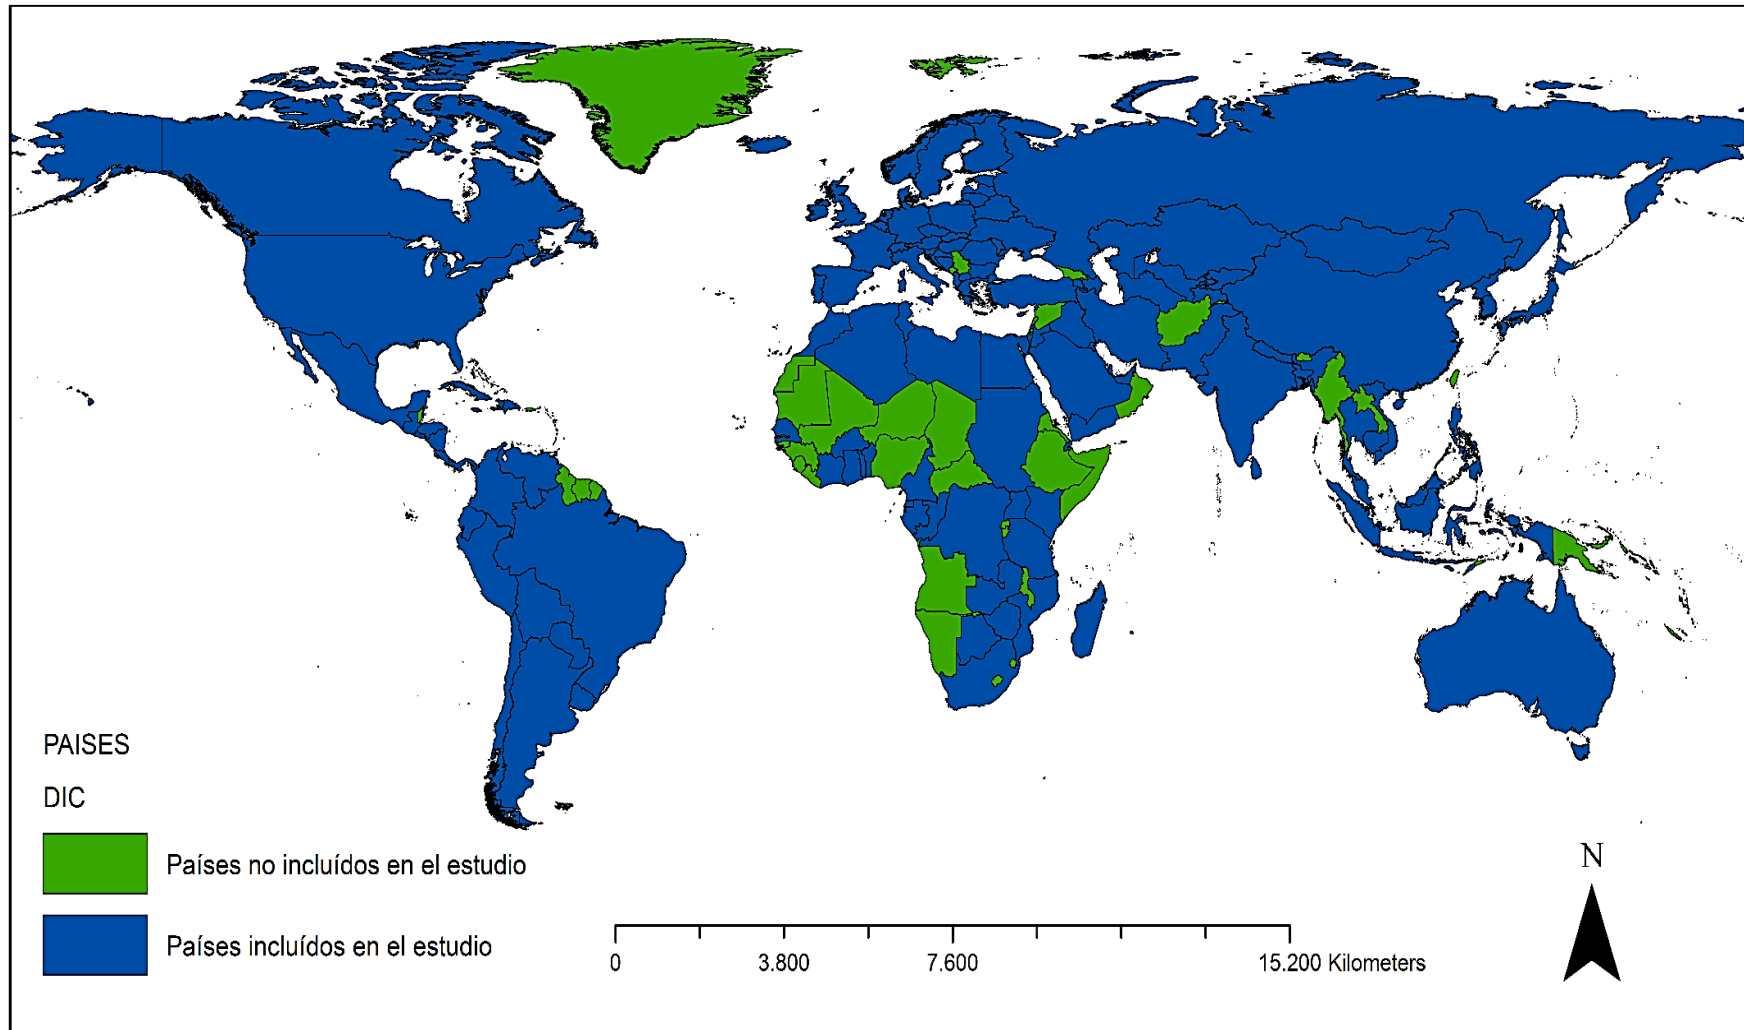 PAISES
DIC
Países no incluídos en el estudio
Países incluídos en el estudio
0 3.800 7.600 15.200 Kilometers
N